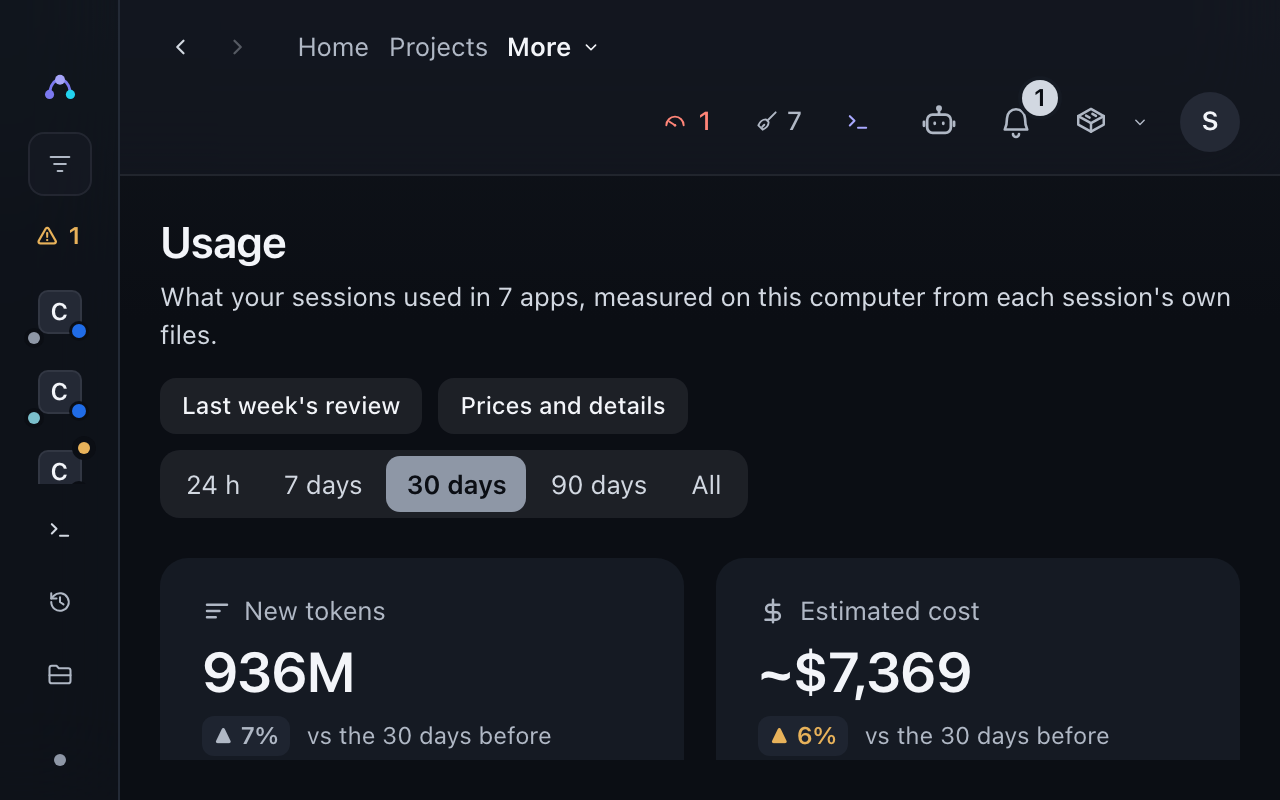 Home Projects More
1 7 1 S
1
C
C
C
Usage
What your sessions used in 7 apps, measured on this computer from each session's own
files.
Last week's review Prices and details
24 h 7 days 30 days 90 days All
New tokens
936M
7% vs the 30 days before
Estimated cost
~$7,369
6% vs the 30 days before